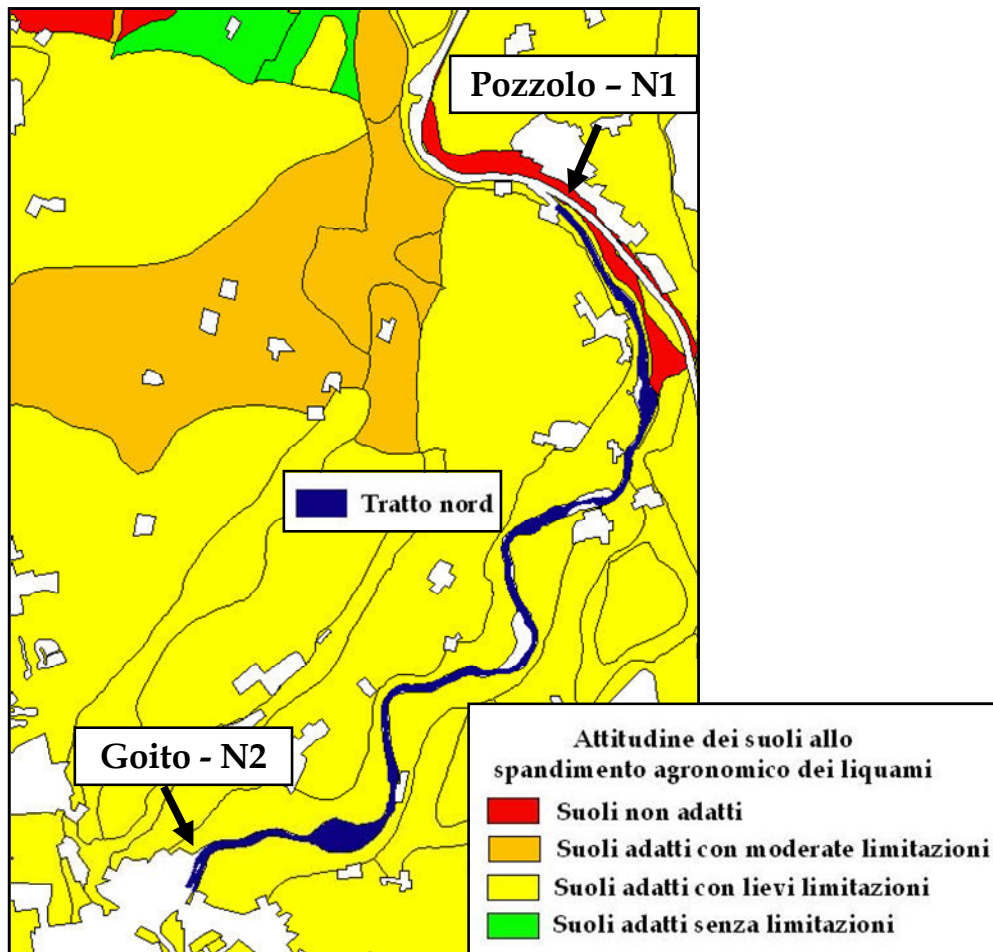 Pozzolo – N1
Tratto nord
Goito - N2
Attitudine dei suoli allo
spandimento agronomico dei liquami
Suoli non adatti
Suoli adatti con moderate limitazioni
Suoli adatti con lievi limitazioni
Suoli adatti senza limitazioni